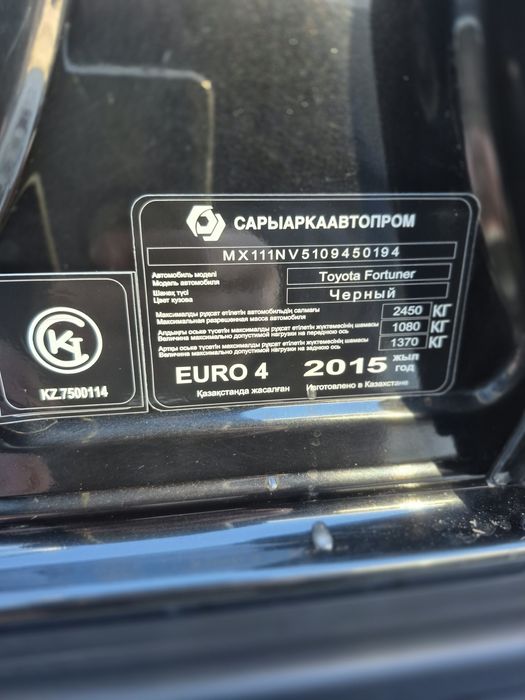 САРЫАРКААВТОПРОМ
MX111NV5109450194
Автомобиль моделі
Модель автомобиля
Toyota Fortuner
Шанақ түсі
Цвет кузова
Черный
Максималды рұқсат етілетін автомобильдің салмағы
Максимальная разрешенная масса автомобиля
2450 КГ
Алдыңғы оське түсетін максималды рұқсат етілетін жүктемесінің шамасы
Величина максимально допустимой нагрузки на переднюю ось
1080 КГ
Артқы оське түсетін максималды рұқсат етілетін жүктемесінің шамасы
Величина максимально допустимой нагрузки на заднюю ось
1370 КГ
EURO 4 2015 ЖЫЛ ГОД
Қазақстанда жасалған Изготовлено в Казахстане
KZ.7500114